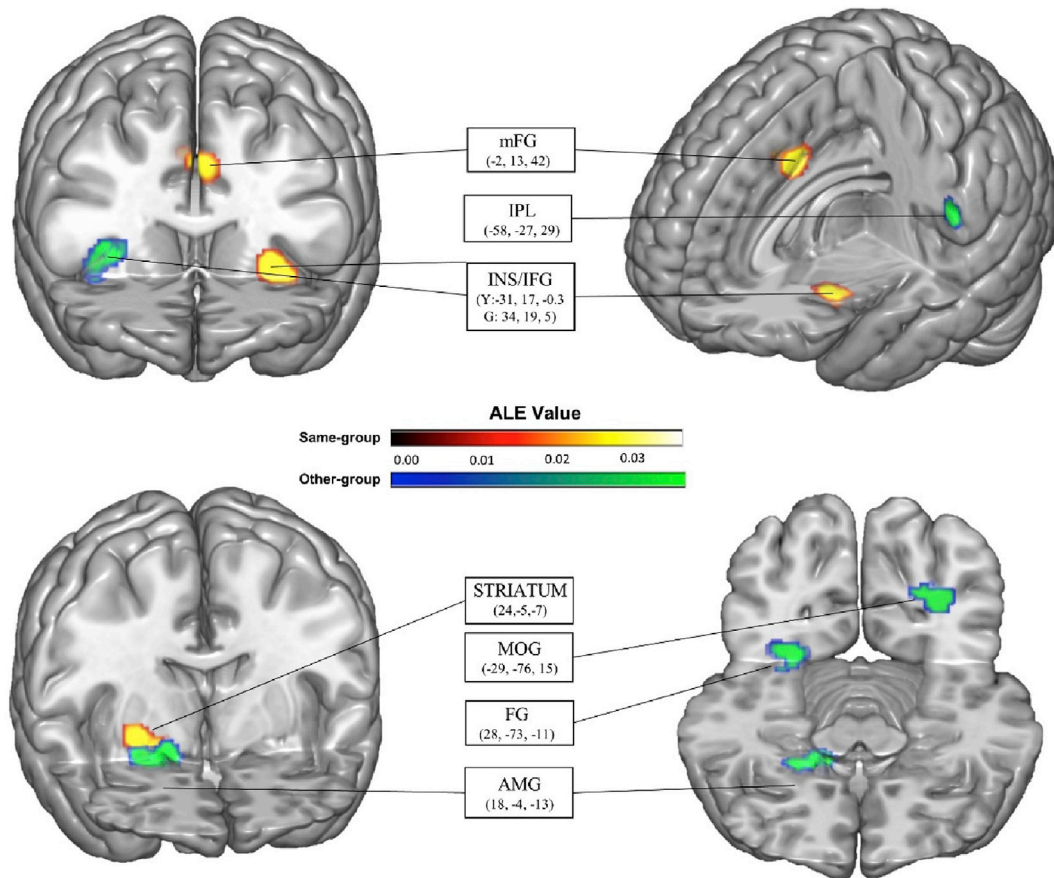 mFG
(-2, 13, 42)
IPL
(-58, -27, 29)
INS/IFG
(Y:-31, 17, -0.3
G: 34, 19, 5)
ALE Value
Same-group
0.00 0.01 0.02 0.03
Other-group
STRIATUM
(24,-5,-7)
MOG
(-29, -76, 15)
FG
(28, -73, -11)
AMG
(18, -4, -13)